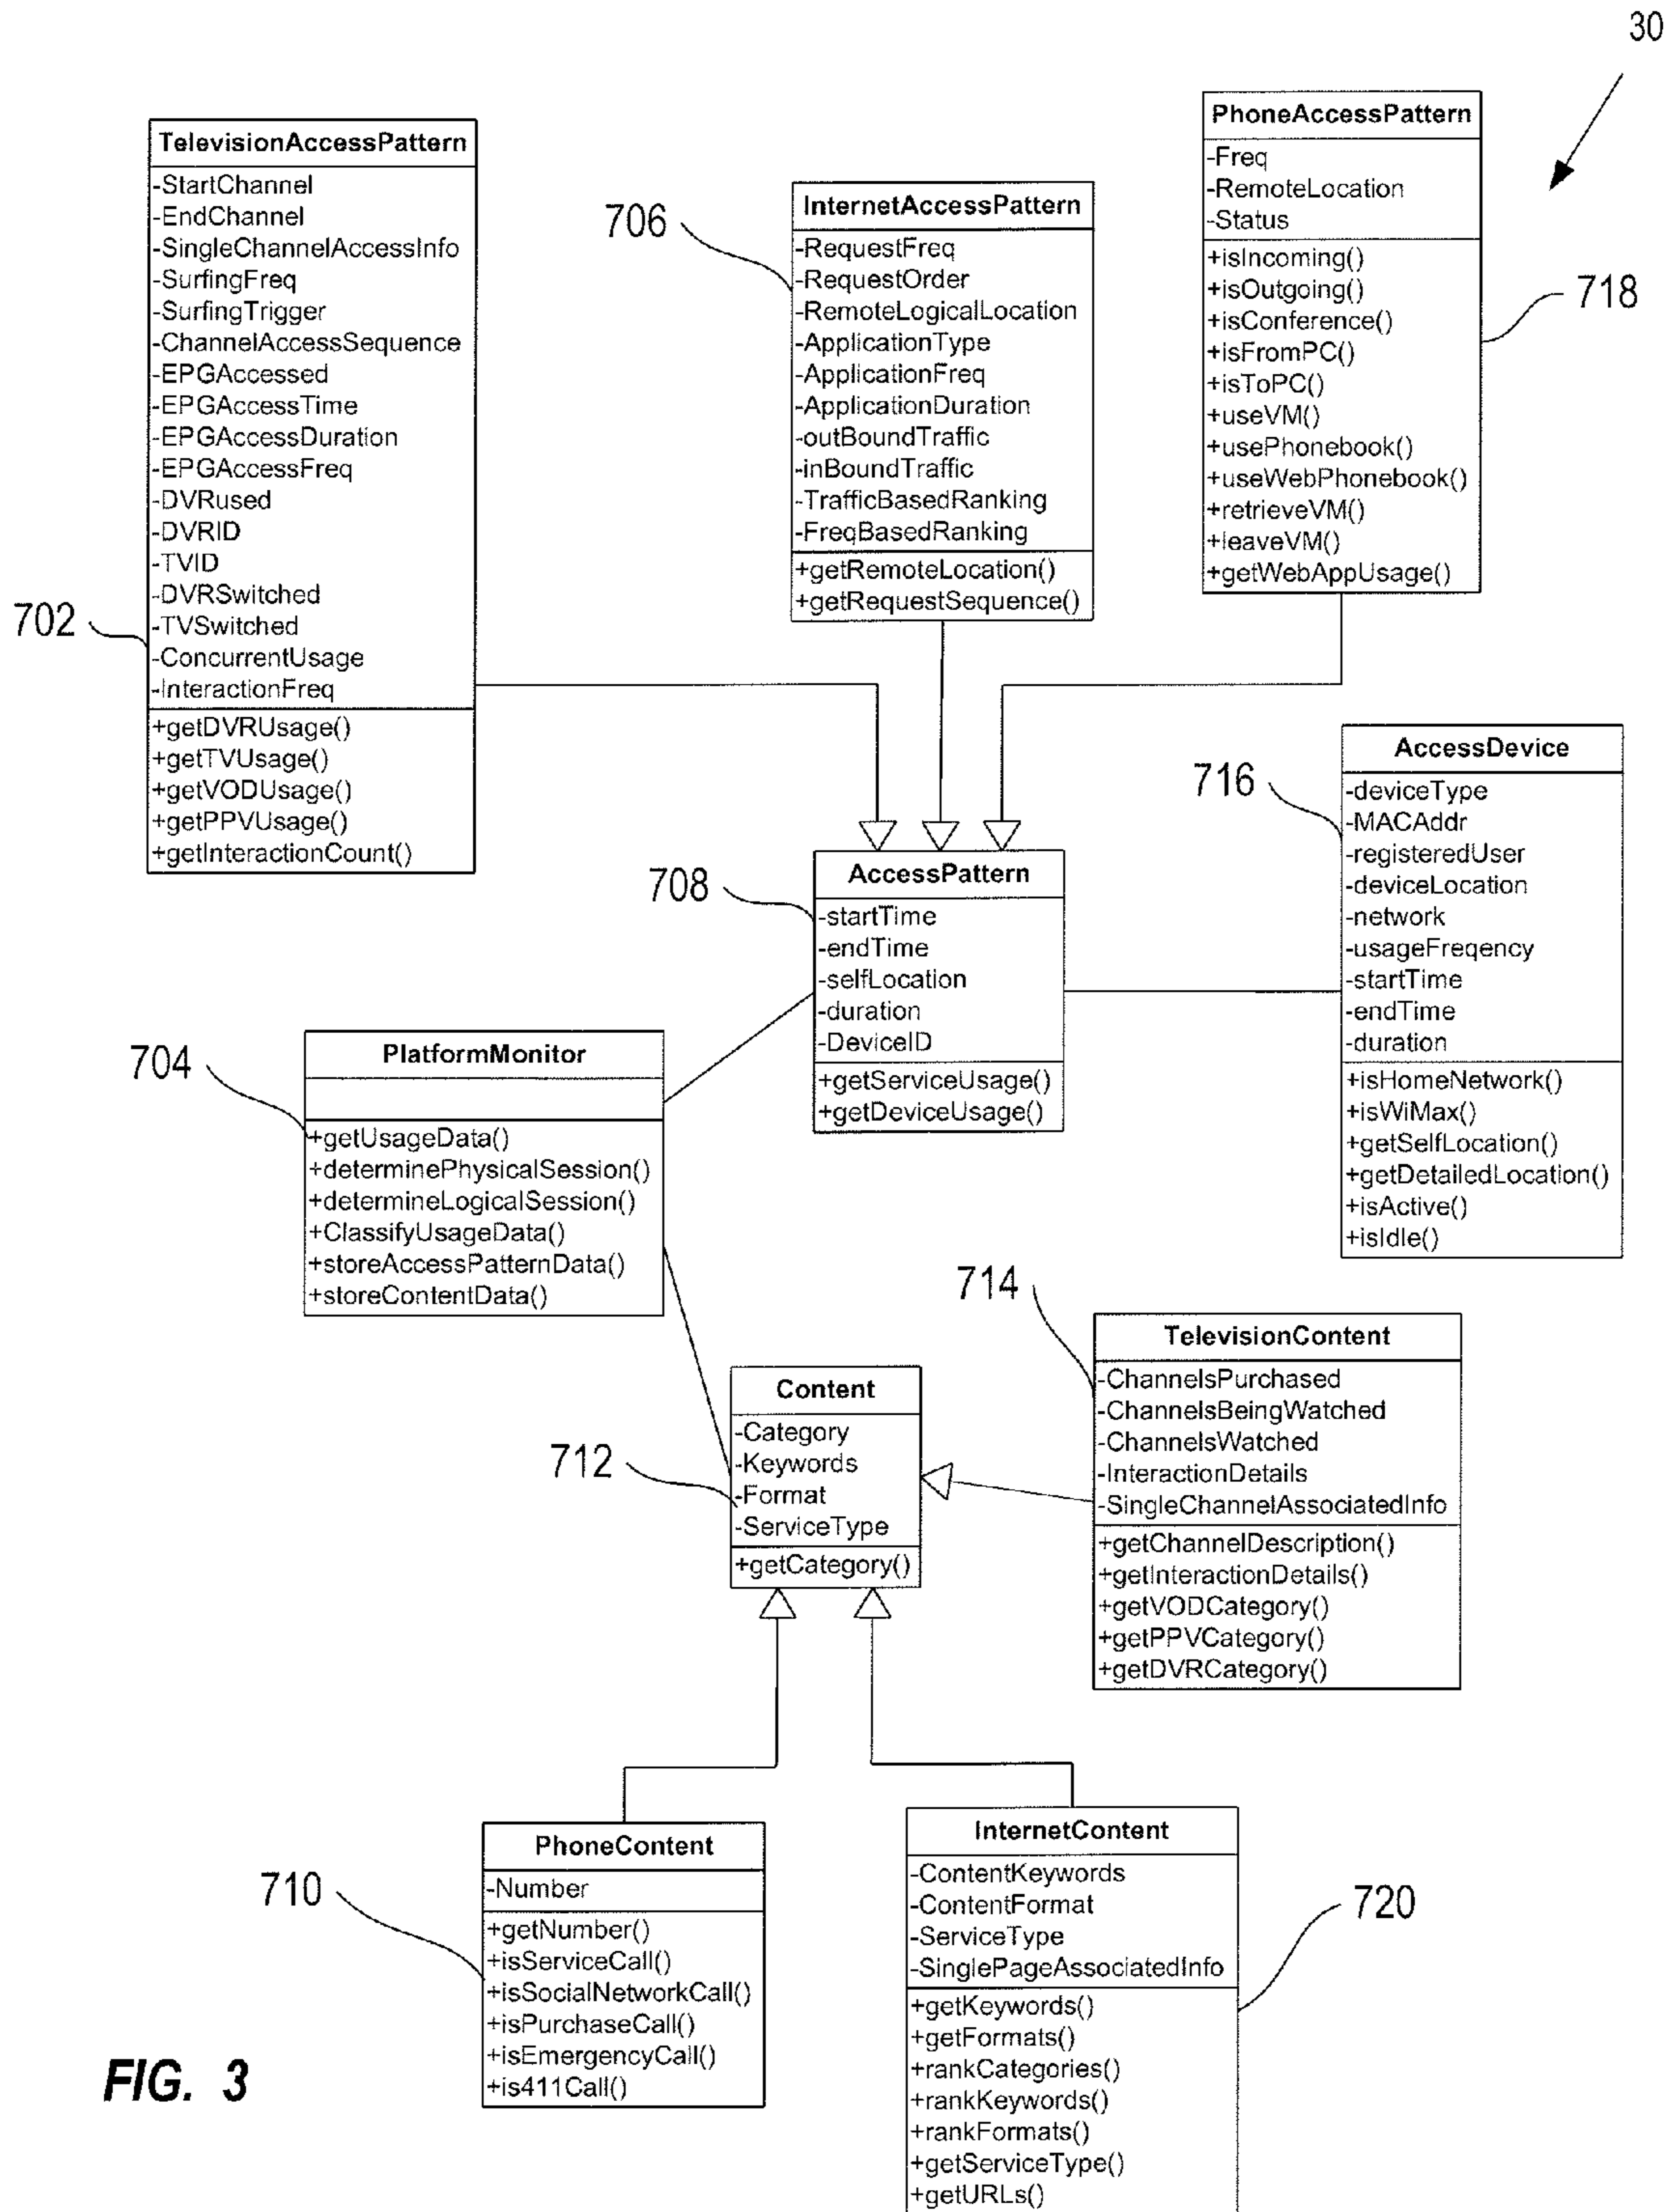 30
TelevisionAccessPattern
-StartChannel
-EndChannel
-SingleChannelAccessInfo
-SurfingFreq
-SurfingTrigger
-ChannelAccessSequence
-EPGAccessed
-EPGAccessTime
-EPGAccessDuration
-EPGAccessFreq
-DVRused
-DVRID
-TVID
-DVRSwitched
-TVSwitched
-ConcurrentUsage
-InteractionFreq
+getDVRUsage()
+getTVUsage()
+getVODUsage()
+getPPVUsage()
+getInteractionCount()
702
706
InternetAccessPattern
-RequestFreq
-RequestOrder
-RemoteLogicalLocation
-ApplicationType
-ApplicationFreq
-ApplicationDuration
-outBoundTraffic
-inBoundTraffic
-TrafficBasedRanking
-FreqBasedRanking
+getRemoteLocation()
+getRequestSequence()
PhoneAccessPattern
-Freq
-RemoteLocation
-Status
+isIncoming()
+isOutgoing()
+isConference()
+isFromPC()
+isToPC()
+useVM()
+usePhonebook()
+useWebPhonebook()
+retrieveVM()
+leaveVM()
+getWebAppUsage()
718
708
AccessPattern
-startTime
-endTime
-selfLocation
-duration
-DeviceID
+getServiceUsage()
+getDeviceUsage()
716
AccessDevice
-deviceType
-MACAddr
-registeredUser
-deviceLocation
-network
-usageFreqency
-startTime
-endTime
-duration
+isHomeNetwork()
+isWiMax()
+getSelfLocation()
+getDetailedLocation()
+isActive()
+isIdle()
704
PlatformMonitor
+getUsageData()
+determinePhysicalSession()
+determineLogicalSession()
+ClassifyUsageData()
+storeAccessPatternData()
+storeContentData()
712
Content
-Category
-Keywords
-Format
-ServiceType
+getCategory()
714
TelevisionContent
-ChannelsPurchased
-ChannelsBeingWatched
-ChannelsWatched
-InteractionDetails
-SingleChannelAssociatedInfo
+getChannelDescription()
+getInteractionDetails()
+getVODCategory()
+getPPVCategory()
+getDVRCategory()
710
PhoneContent
-Number
+getNumber()
+isServiceCall()
+isSocialNetworkCall()
+isPurchaseCall()
+isEmergencyCall()
+is411Call()
InternetContent
-ContentKeywords
-ContentFormat
-ServiceType
-SinglePageAssociatedInfo
+getKeywords()
+getFormats()
+rankCategories()
+rankKeywords()
+rankFormats()
+getServiceType()
+getURLs()
720
FIG. 3